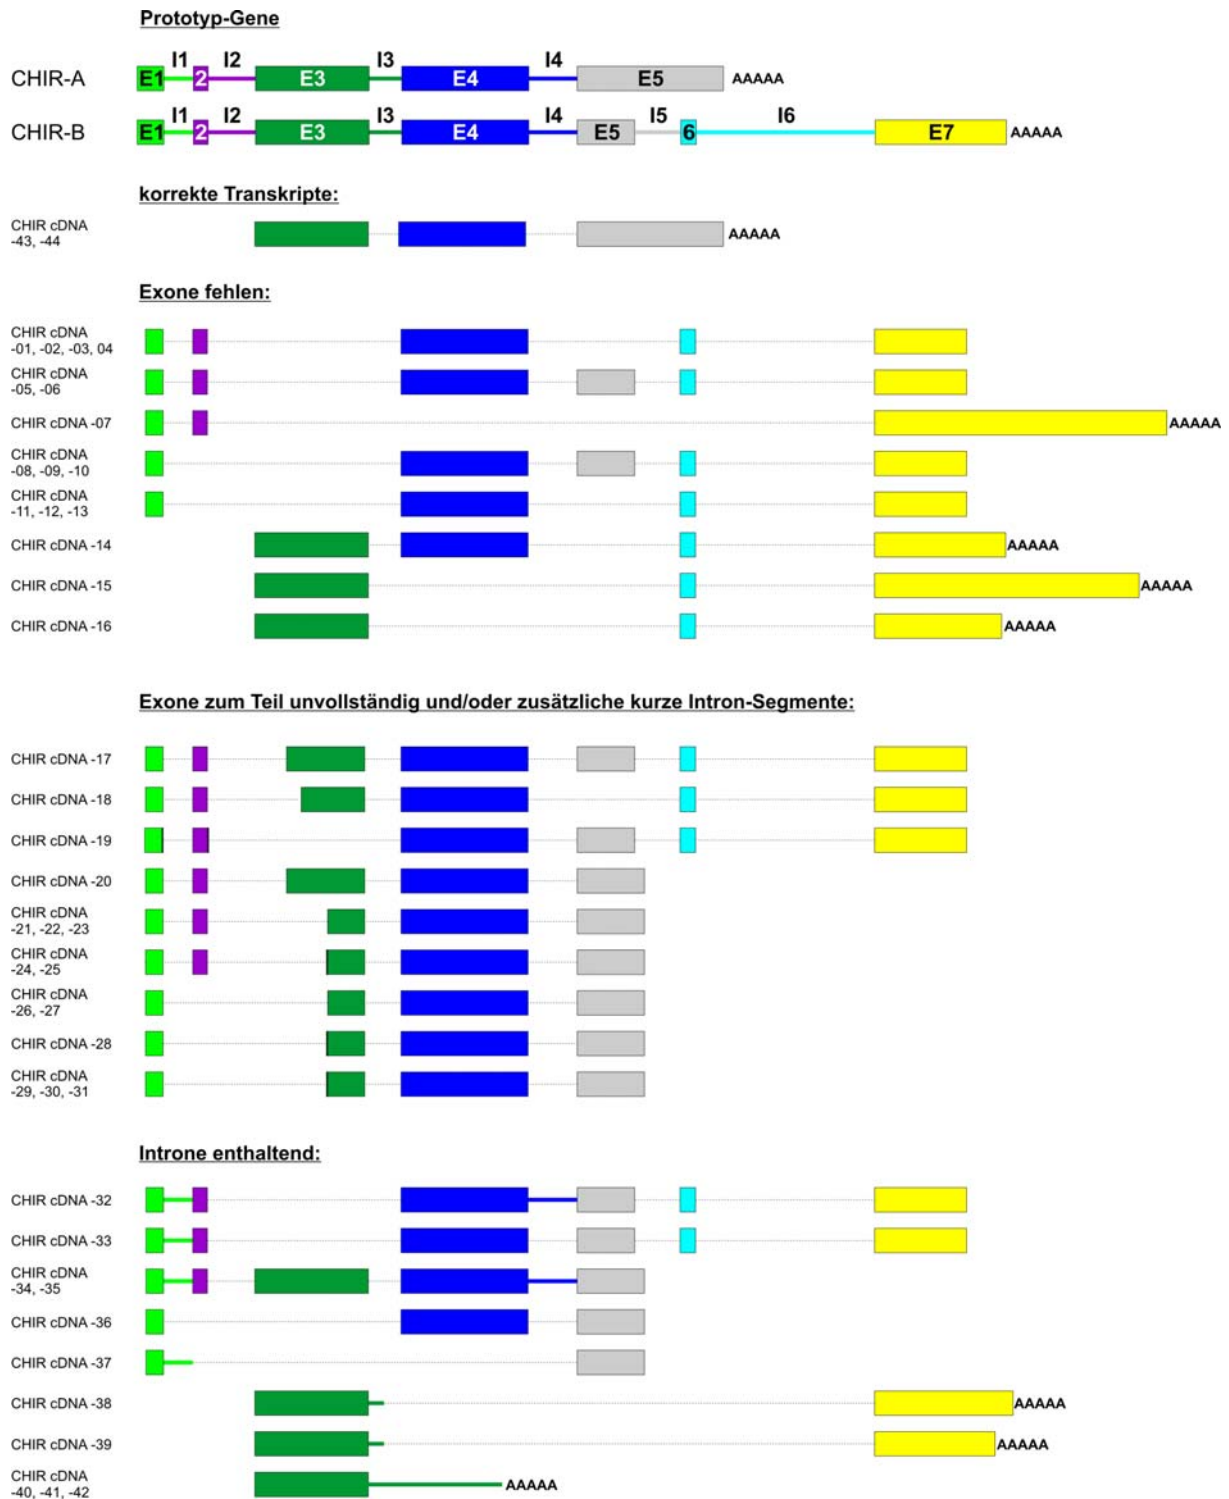 Prototyp-Gene
I1 I2 I3 I4
CHIR-A E1 2 E3 E4 E5 AAAAA
I1 I2 I3 I4 I5 I6
CHIR-B E1 2 E3 E4 E5 6 E7 AAAAA
korrekte Transkripte:
CHIR cDNA
-43, -44
AAAAA
Exone fehlen:
CHIR cDNA
-01, -02, -03, 04
CHIR cDNA
-05, -06
CHIR cDNA -07 AAAAA
CHIR cDNA
-08, -09, -10
CHIR cDNA
-11, -12, -13
CHIR cDNA -14 AAAAA
CHIR cDNA -15 AAAAA
CHIR cDNA -16 AAAAA
Exone zum Teil unvollständig und/oder zusätzliche kurze Intron-Segmente:
CHIR cDNA -17
CHIR cDNA -18
CHIR cDNA -19
CHIR cDNA -20
CHIR cDNA
-21, -22, -23
CHIR cDNA
-24, -25
CHIR cDNA
-26, -27
CHIR cDNA -28
CHIR cDNA
-29, -30, -31
Introne enthaltend:
CHIR cDNA -32
CHIR cDNA -33
CHIR cDNA
-34, -35
CHIR cDNA -36
CHIR cDNA -37
CHIR cDNA -38 AAAAA
CHIR cDNA -39 AAAAA
CHIR cDNA
-40, -41, -42
AAAAA